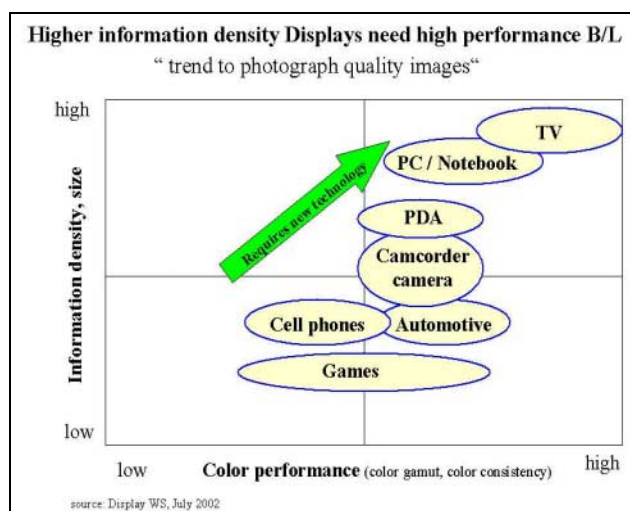 Higher information density Displays need high performance B/L
“ trend to photograph quality images“
high
TV
PC / Notebook
Requires new technology
PDA
Camcorder
camera
Information density, size
Cell phones
Automotive
Games
low
low
Color performance (color gamut, color consistency)
high
source: Display WS, July 2002